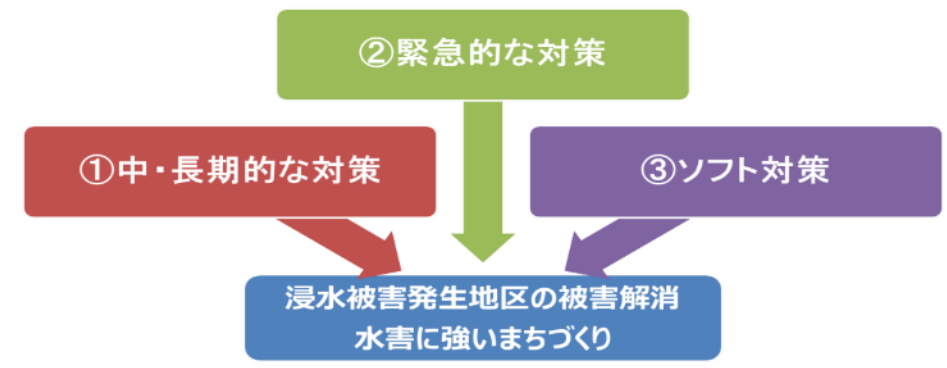 ②緊急的な対策
①中・長期的な対策
③ソフト対策
浸水被害発生地区の被害解消
水害に強いまちづくり